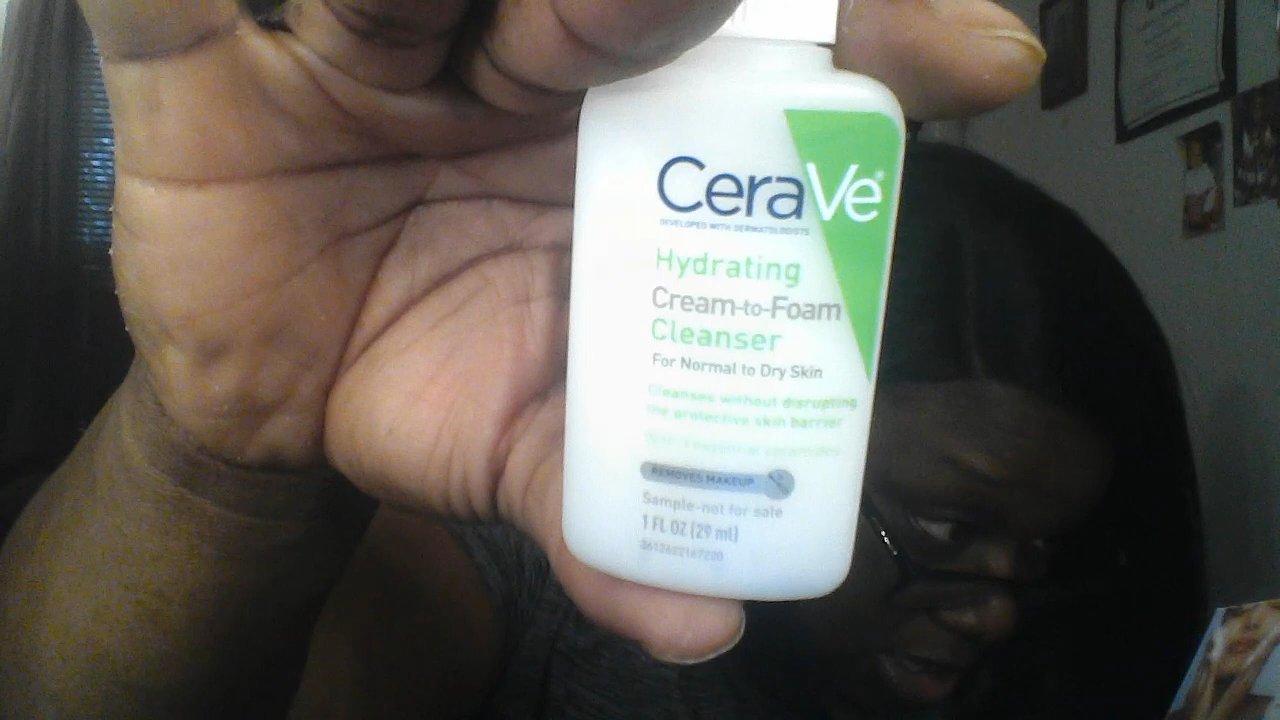 CeraVe®
DEVELOPED WITH DERMATOLOGISTS
Hydrating
Cream-to-Foam
Cleanser
For Normal to Dry Skin
Cleanses without disrupting
the protective skin barrier
REMOVES MAKEUP
Sample-not for sale
1 FL OZ (29 ml)